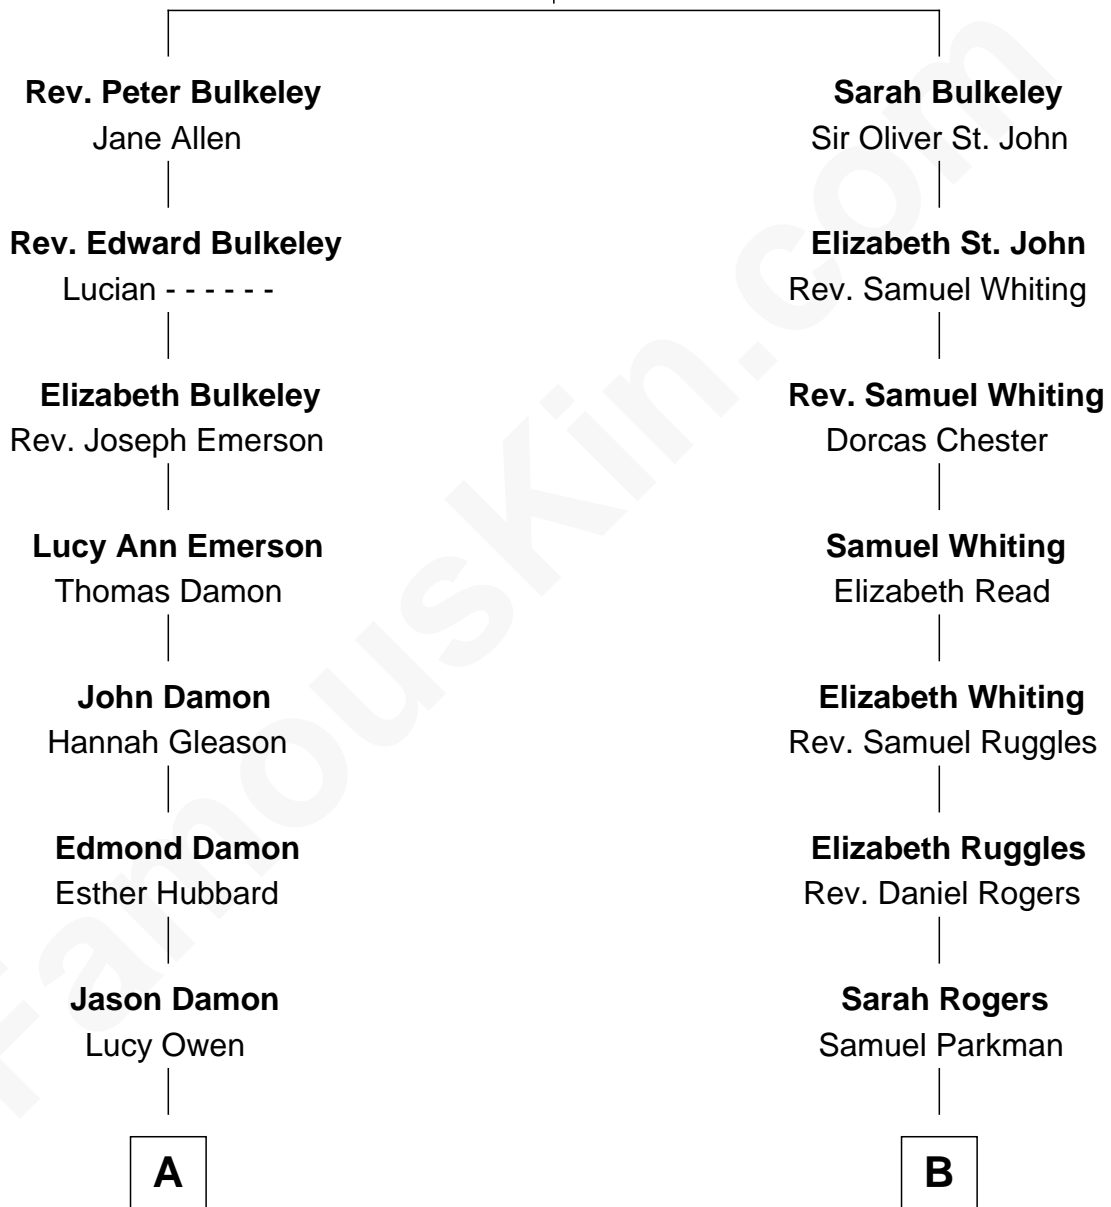 Rev. Peter Bulkeley
Jane Allen
Rev. Edward Bulkeley
Lucian - - - - - -
Elizabeth Bulkeley
Rev. Joseph Emerson
Lucy Ann Emerson
Thomas Damon
John Damon
Hannah Gleason
Edmond Damon
Esther Hubbard
Jason Damon
Lucy Owen
A
Sarah Bulkeley
Sir Oliver St. John
Elizabeth St. John
Rev. Samuel Whiting
Rev. Samuel Whiting
Dorcas Chester
Samuel Whiting
Elizabeth Read
Elizabeth Whiting
Rev. Samuel Ruggles
Elizabeth Ruggles
Rev. Daniel Rogers
Sarah Rogers
Samuel Parkman
B
FamousKin.com